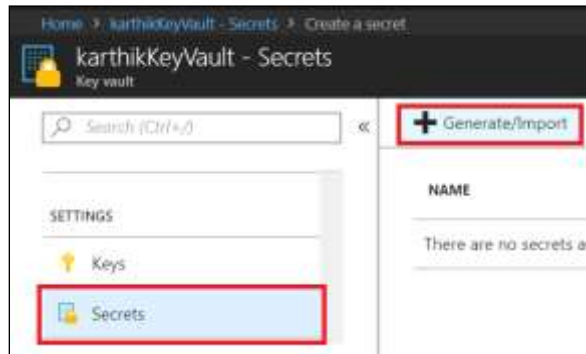 Home > karthikKeyVault - Secrets > Create a secret
karthikKeyVault - Secrets
Key vault
Search (Ctrl+/)
«
Generate/Import
NAME
SETTINGS
There are no secrets a
Keys
Secrets